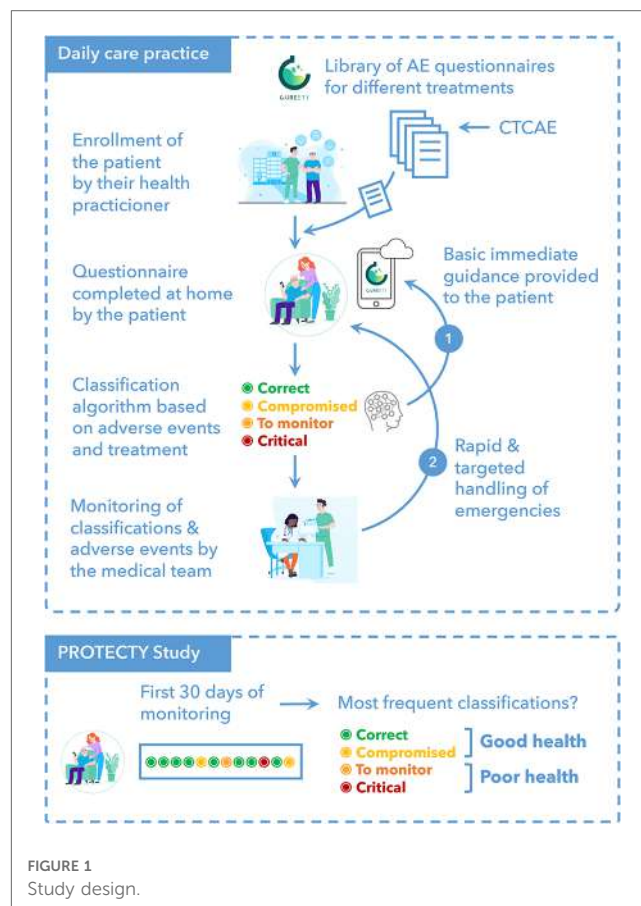 Daily care practice
Library of AE questionnaires
for different treatments
CURECETY
CTCAE
Enrollment of
the patient
by their health
practicioner
Questionnaire
completed at home
by the patient
Basic immediate
guidance provided
to the patient
1
Classification
algorithm based
on adverse events
and treatment
Correct
Compromised
To monitor
Critical
2
Rapid &
targeted
handling of
emergencies
Monitoring of
classifications &
adverse events by
the medical team
PROTECTY Study
First 30 days of
monitoring
Most frequent classifications?
Correct
Compromised
To monitor
Critical
Good health
Poor health
FIGURE 1
Study design.